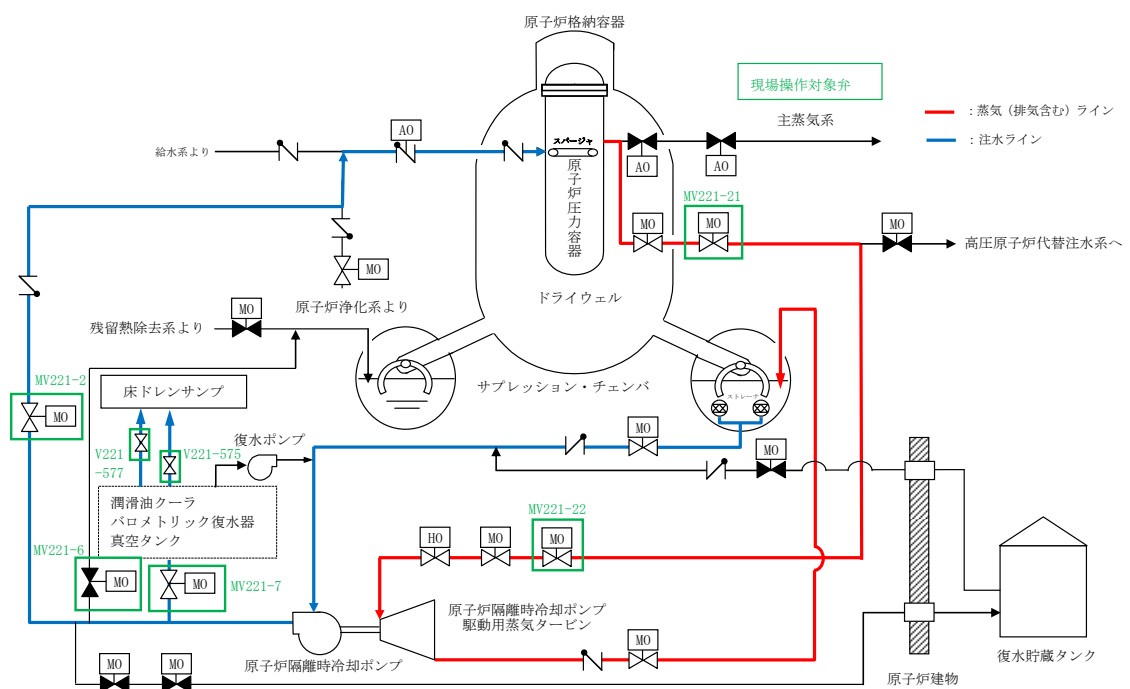 原子炉格納容器
現場操作対象弁
:蒸気(排気含む)ライン
:注水ライン
主蒸気系
AO
給水系より
スパージャ
原子炉圧力容器
AO
AO
MV221-21
MO
MO
MO
高圧原子炉代替注水系へ
MO
原子炉浄化系より
ドライウェル
MO
残留熱除去系より
サプレッション・チェンバ
ストレーナ
MV221-2
床ドレンサンプ
MO
復水ポンプ
MO
V221
-577
V221-575
MO
潤滑油クーラ
バロメトリック復水器
真空タンク
MV221-22
HO
MO
MO
MV221-6
MO
MO
MV221-7
原子炉隔離時冷却ポンプ
駆動用蒸気タービン
MO
原子炉隔離時冷却ポンプ
MO
MO
原子炉建物
復水貯蔵タンク